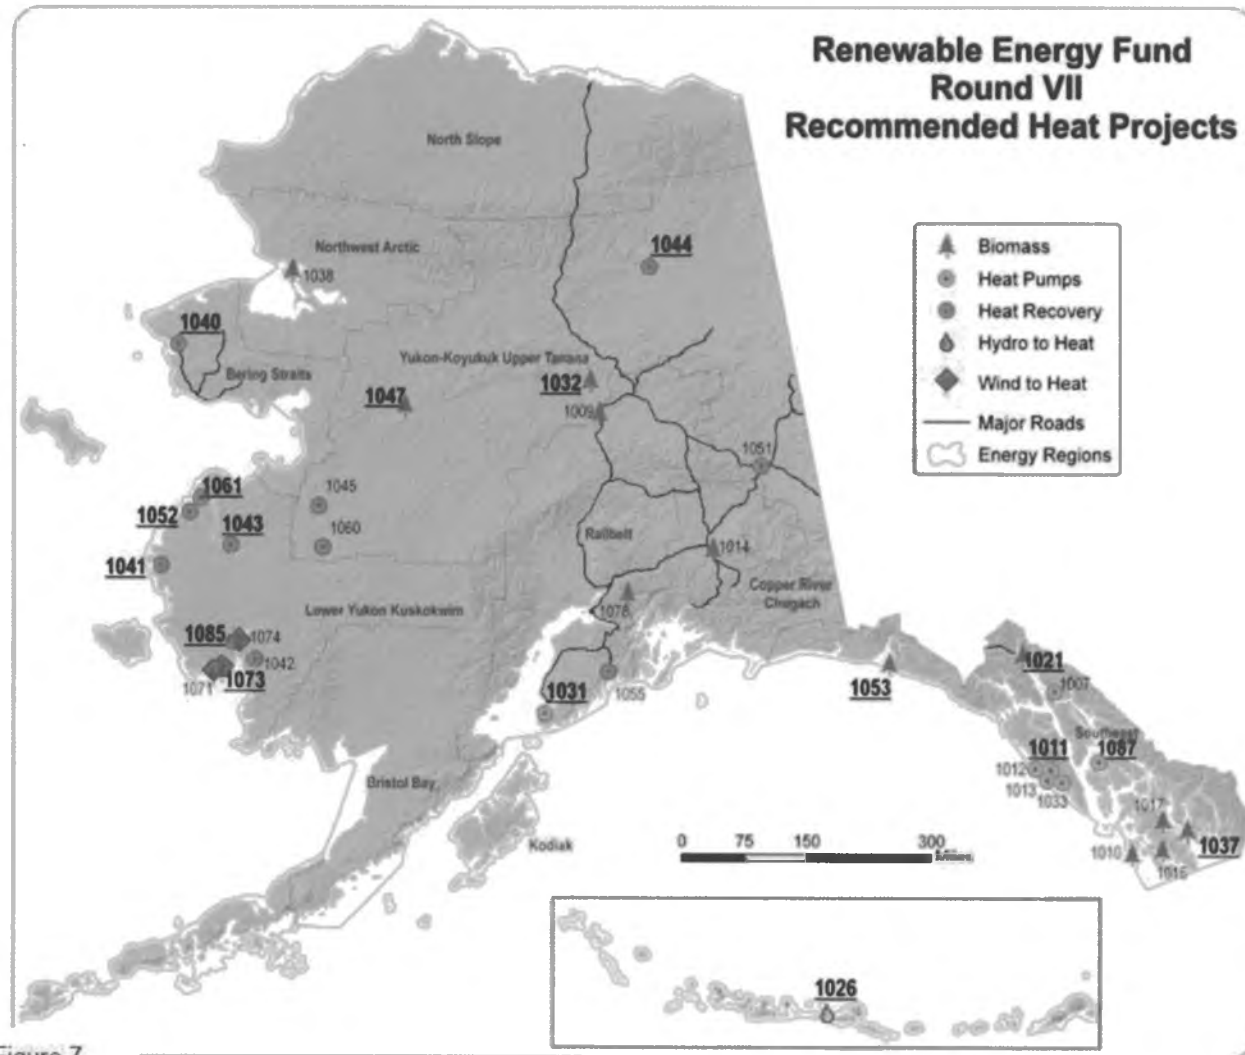 Renewable Energy Fund
Round VII
Recommended Heat Projects
North Slope
Northwest Arctic
1044
1038
Biomass
Heat Pumps
Heat Recovery
Hydro to Heat
Wind to Heat
Major Roads
Energy Regions
1040
Bering Straits
Yukon-Koyukuk Upper Tanana
1032
1047
1009
1051
1061
1045
1052
1043
1060
1041
Railbelt
1014
Copper River
Chugach
Lower Yukon Kuskokwim
1078
1085
1074
1042
1071
1073
1031
1055
1053
1021
1007
Southeast
1011
1087
1012
1013
1033
Bristol Bay
1017
Kodiak
0 75 150 300
Miles
1010
1037
1016
1026
Figure 7